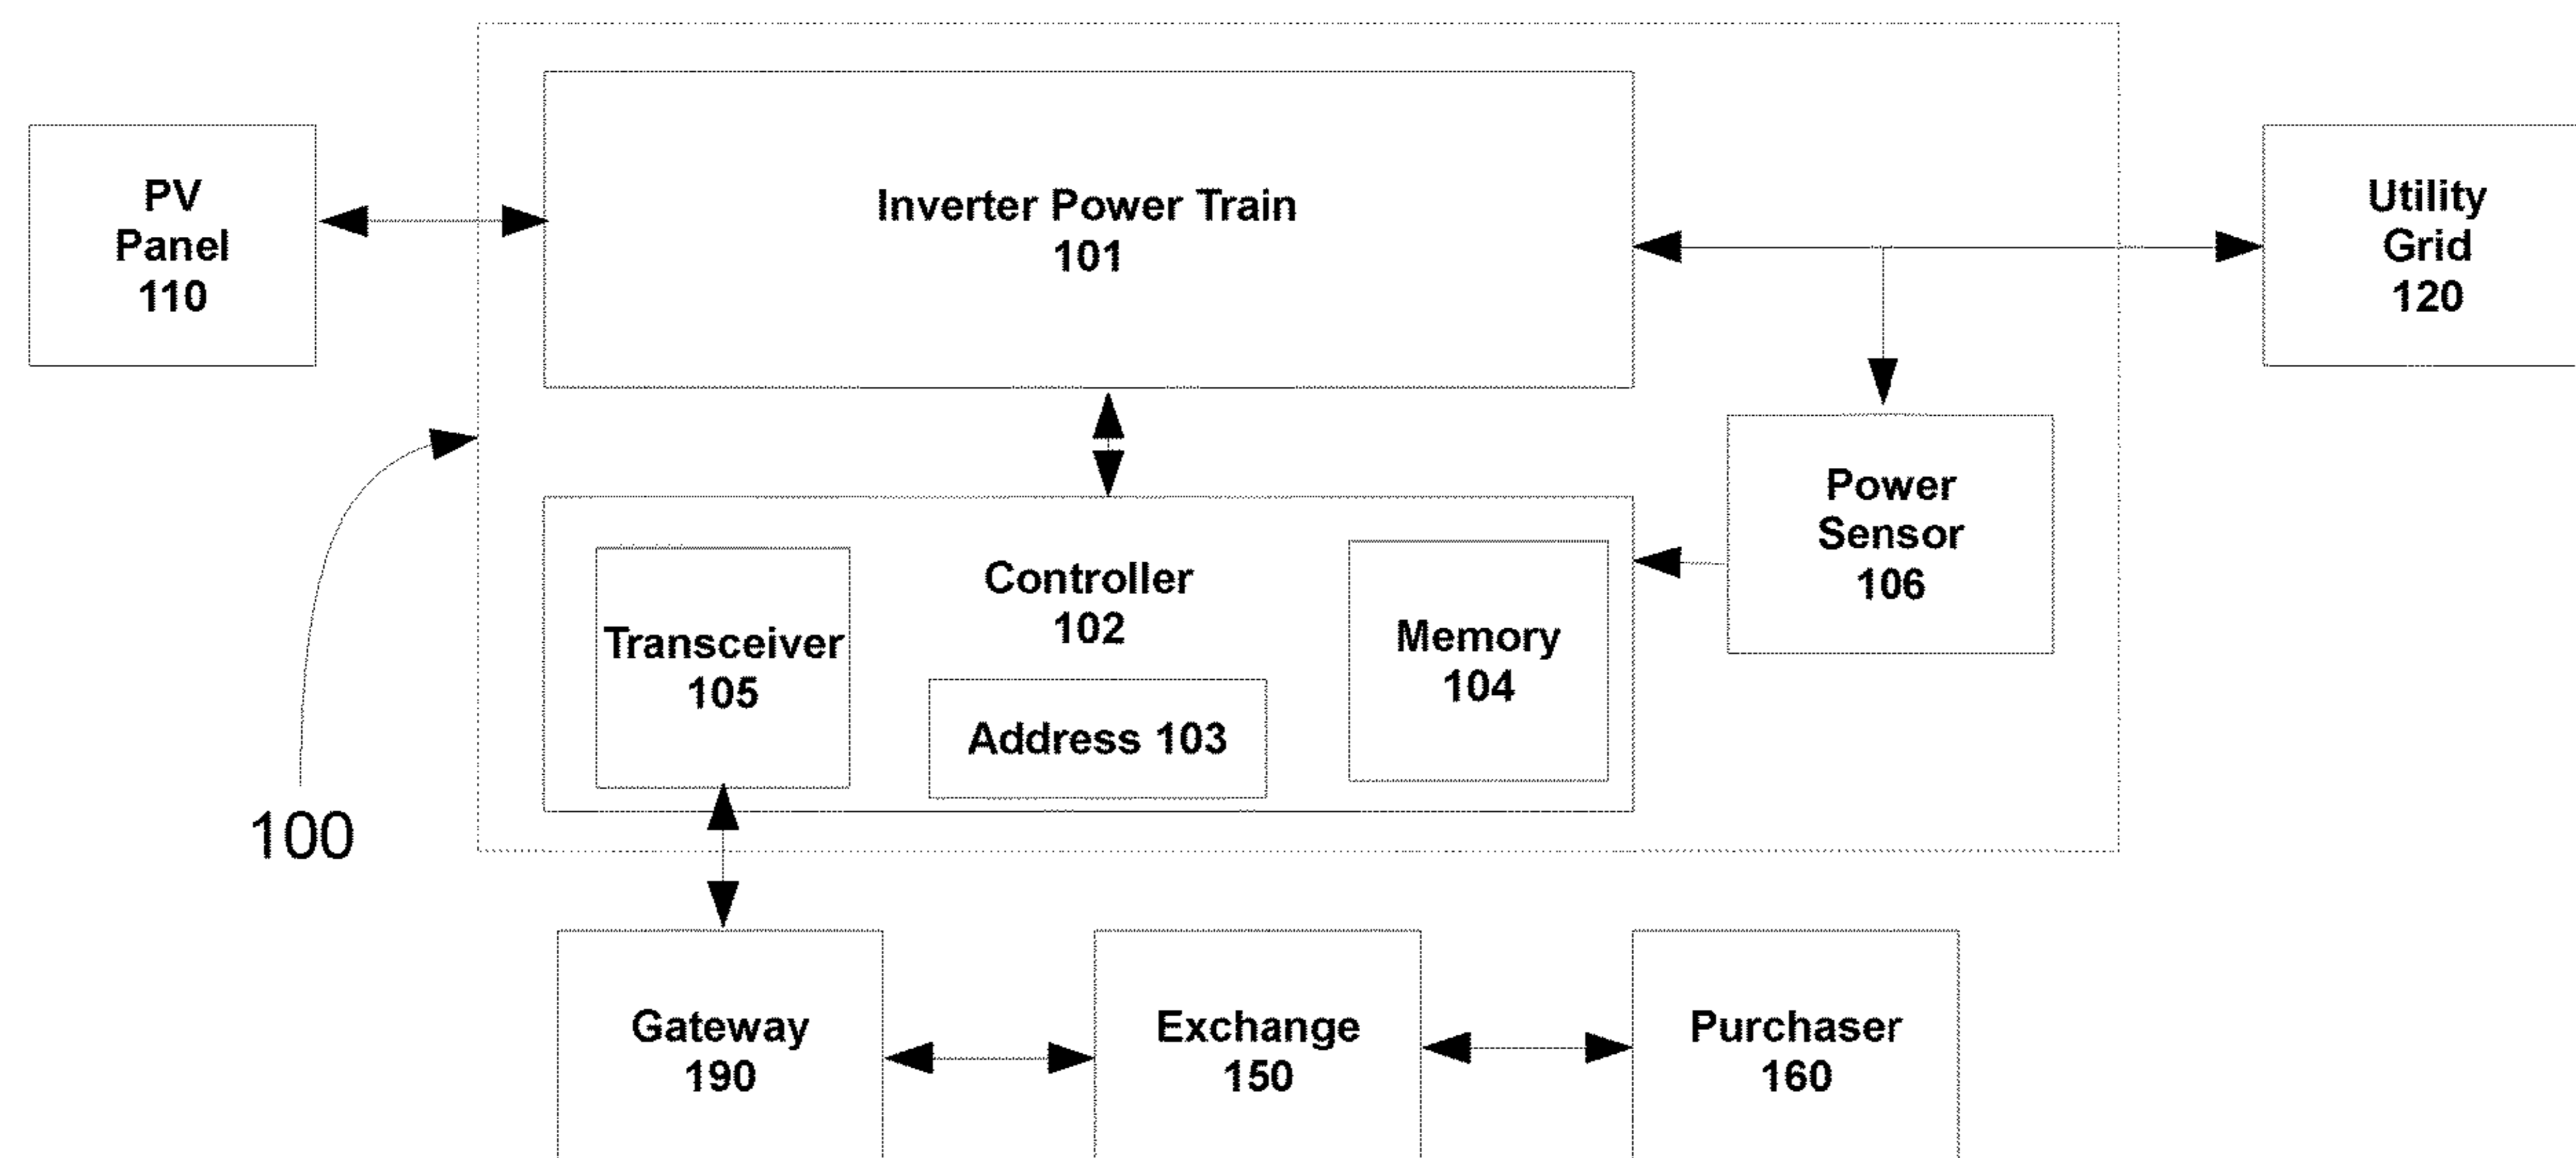 PV
Panel
110
Inverter Power Train
101
Utility
Grid
120
Power
Sensor
106
Controller
102
Transceiver
105
Memory
104
Address 103
100
Gateway
190
Exchange
150
Purchaser
160